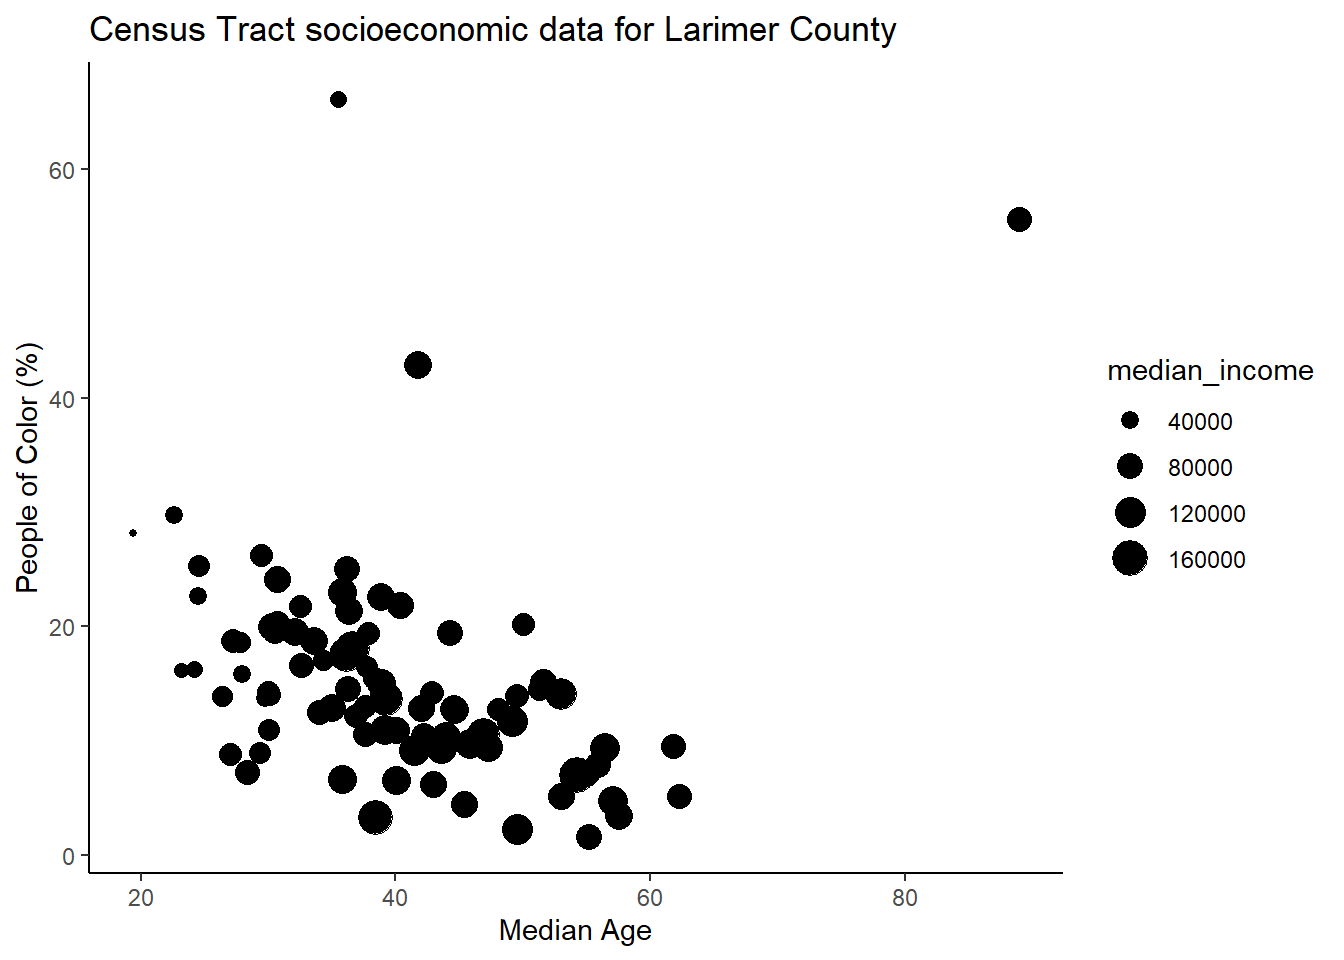 Census Tract socioeconomic data for Larimer County
People of Color (%)
60
40
20
0
20 40 60 80
Median Age
median_income
40000
80000
120000
160000